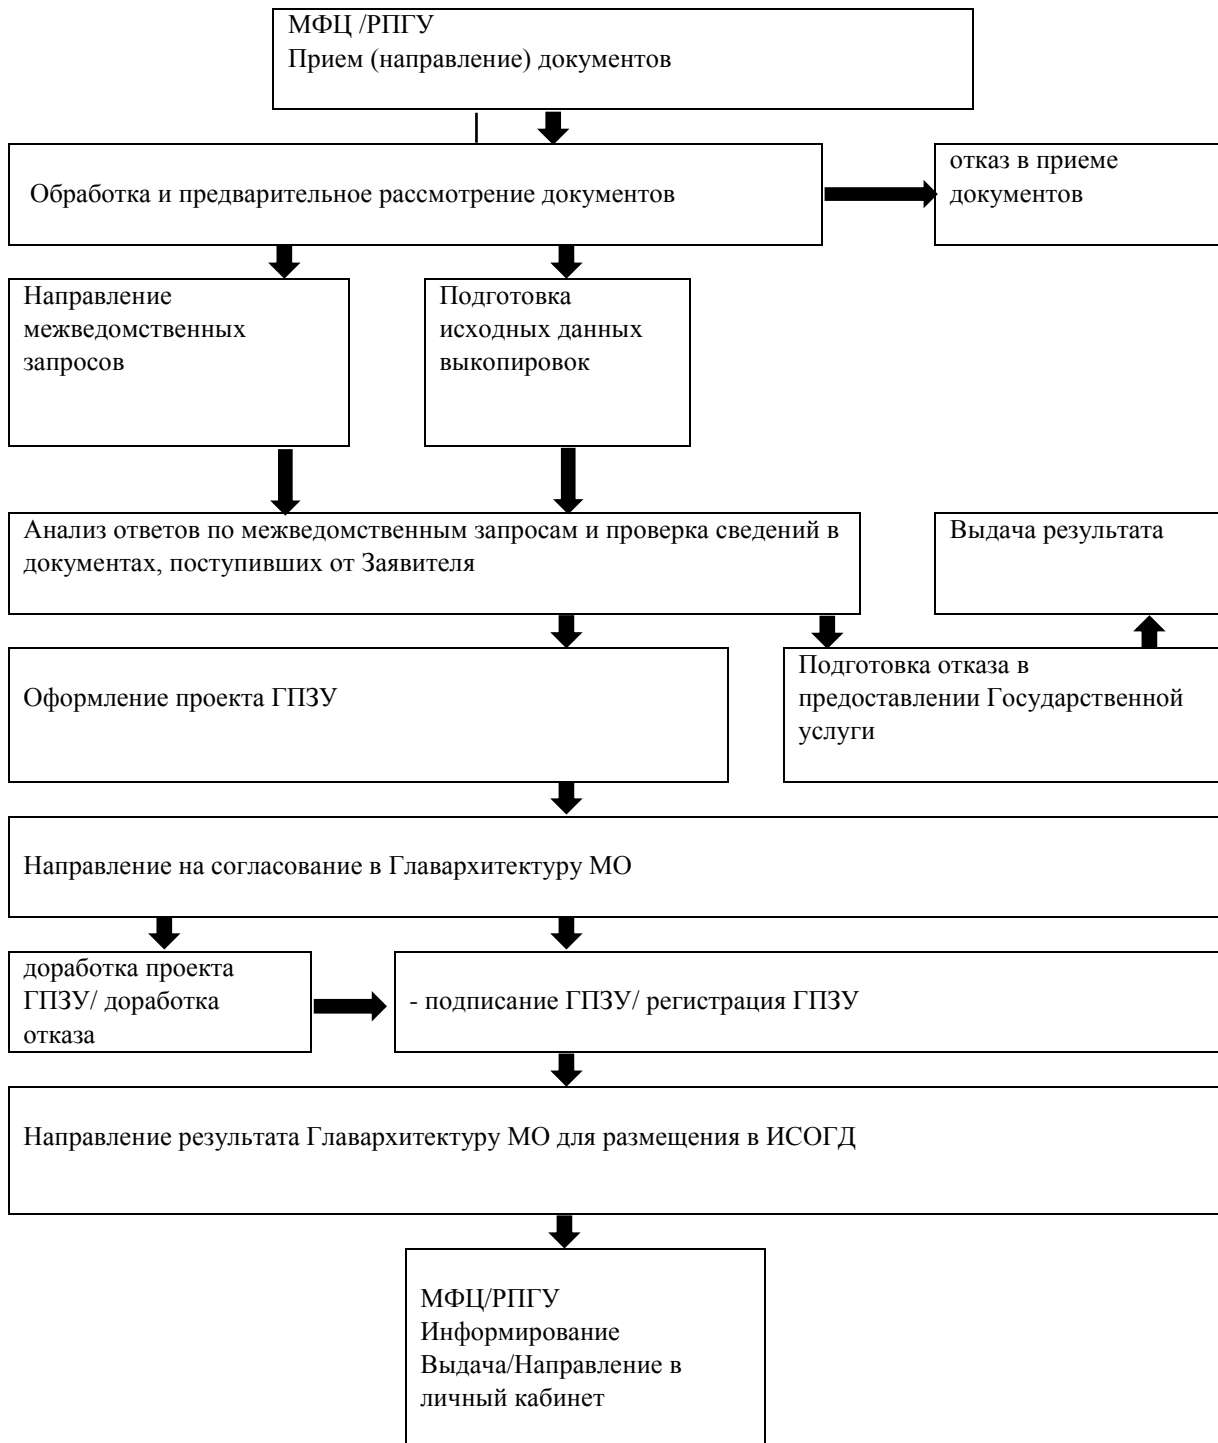 МФЦ /РПГУ
Прием (направление) документов
Обработка и предварительное рассмотрение документов
отказ в приеме
документов
Направление
межведомственных
запросов
Подготовка
исходных данных
выкопировок
Анализ ответов по межведомственным запросам и проверка сведений в
документах, поступивших от Заявителя
Выдача результата
Оформление проекта ГПЗУ
Подготовка отказа в
предоставлении Государственной
услуги
Направление на согласование в Главархитектуру МО
доработка проекта
ГПЗУ/ доработка
отказа
- подписание ГПЗУ/ регистрация ГПЗУ
Направление результата Главархитектуру МО для размещения в ИСОГД
МФЦ/РПГУ
Информирование
Выдача/Направление в
личный кабинет